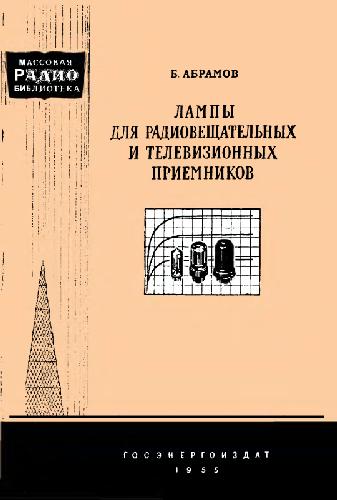 МАССОВАЯ
РАДИО
БИБЛИОТЕКА
Б. АБРАМОВ
ЛАМПЫ
ДЛЯ РАДИОВЕЩАТЕЛЬНЫХ
И ТЕЛЕВИЗИОННЫХ
ПРИЕМНИКОВ
ГОСЭНЕРГОИЗДАТ
1955